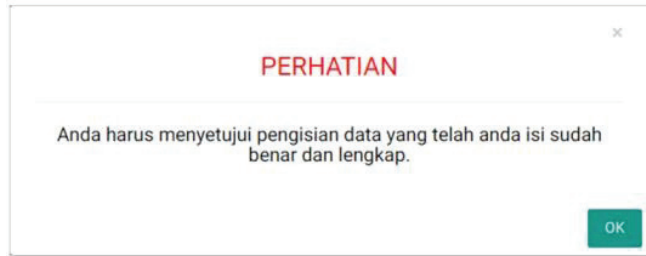 ×
PERHATIAN
Anda harus menyetujui pengisian data yang telah anda isi sudah
benar dan lengkap.
OK